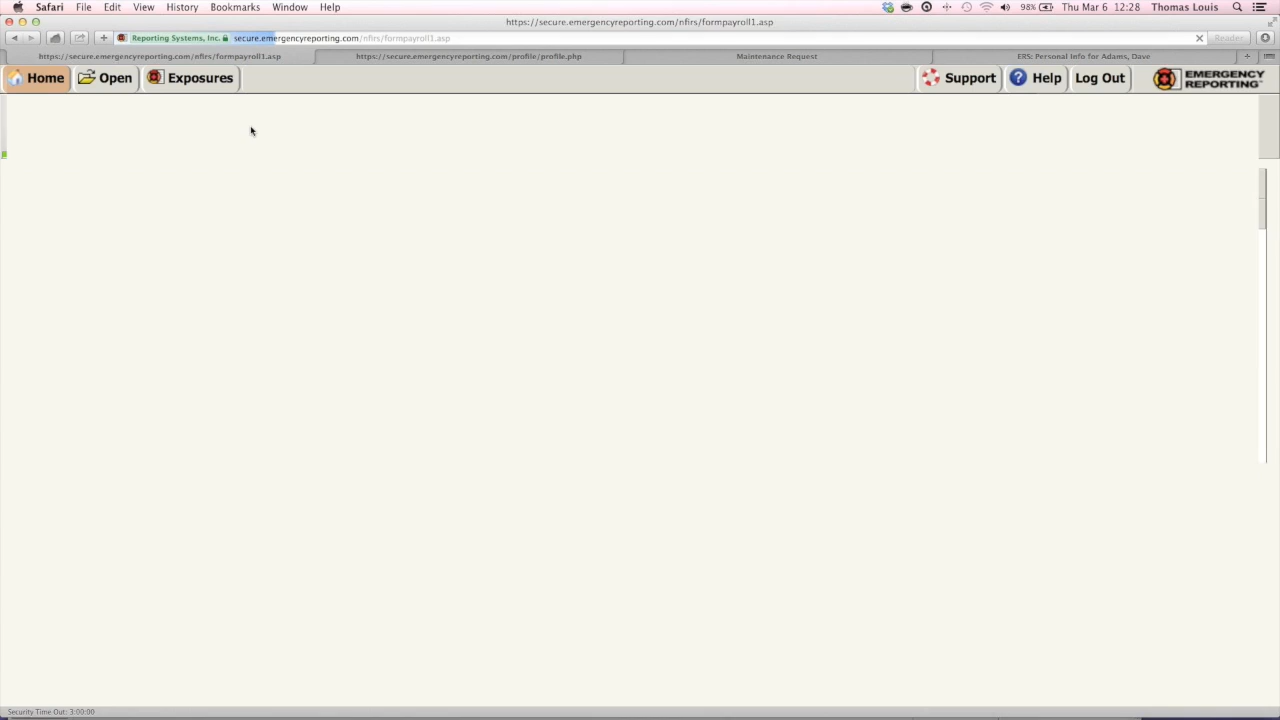 Safari File Edit View History Bookmarks Window Help 98% Thu Mar 6 12:28 Thomas Louis
https://secure.emergencyreporting.com/nfirs/formpayroll1.asp
Reporting Systems, Inc. secure.emergencyreporting.com/nfirs/formpayroll1.asp Reader
https://secure.emergencyreporting.com/nfirs/formpayroll1.asp https://secure.emergencyreporting.com/profile/profile.php Maintenance Request ERS: Personal Info for Adams, Dave
Home Open Exposures Support Help Log Out EMERGENCY REPORTING
Security Time Out: 3:00:00